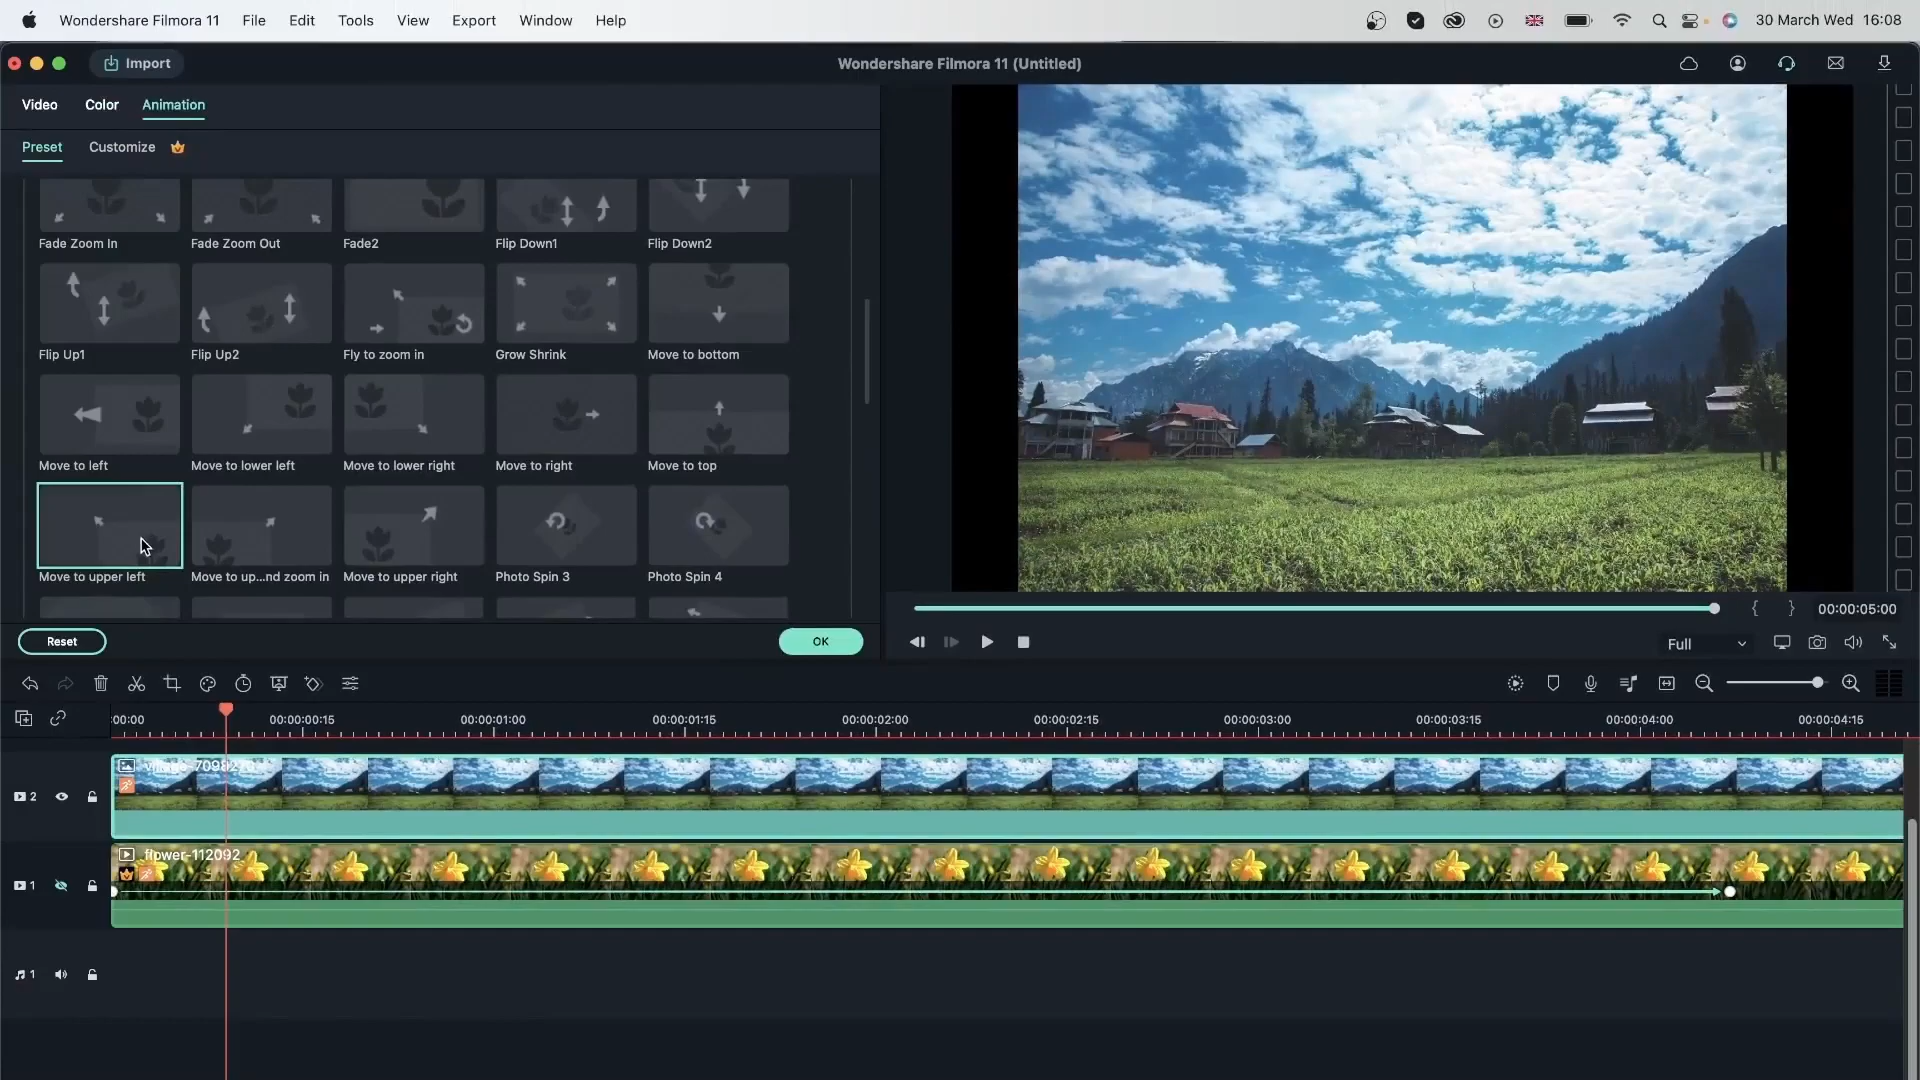 Wondershare Filmora 11 File Edit Tools View Export Window Help 30 March Wed 16:08
Import Wondershare Filmora 11 (Untitled)
Video Color Animation
Preset Customize
Fade Zoom In Fade Zoom Out Fade2 Flip Down1 Flip Down2
Flip Up1 Flip Up2 Fly to zoom in Grow Shrink Move to bottom
Move to left Move to lower left Move to lower right Move to right Move to top
Move to upper left Move to up...nd zoom in Move to upper right Photo Spin 3 Photo Spin 4
{ } 00:00:05:00
Reset OK Full
:00:00 00:00:00:15 00:00:01:00 00:00:01:15 00:00:02:00 00:00:02:15 00:00:03:00 00:00:03:15 00:00:04:00 00:00:04:15
2
flower-112092
1
1